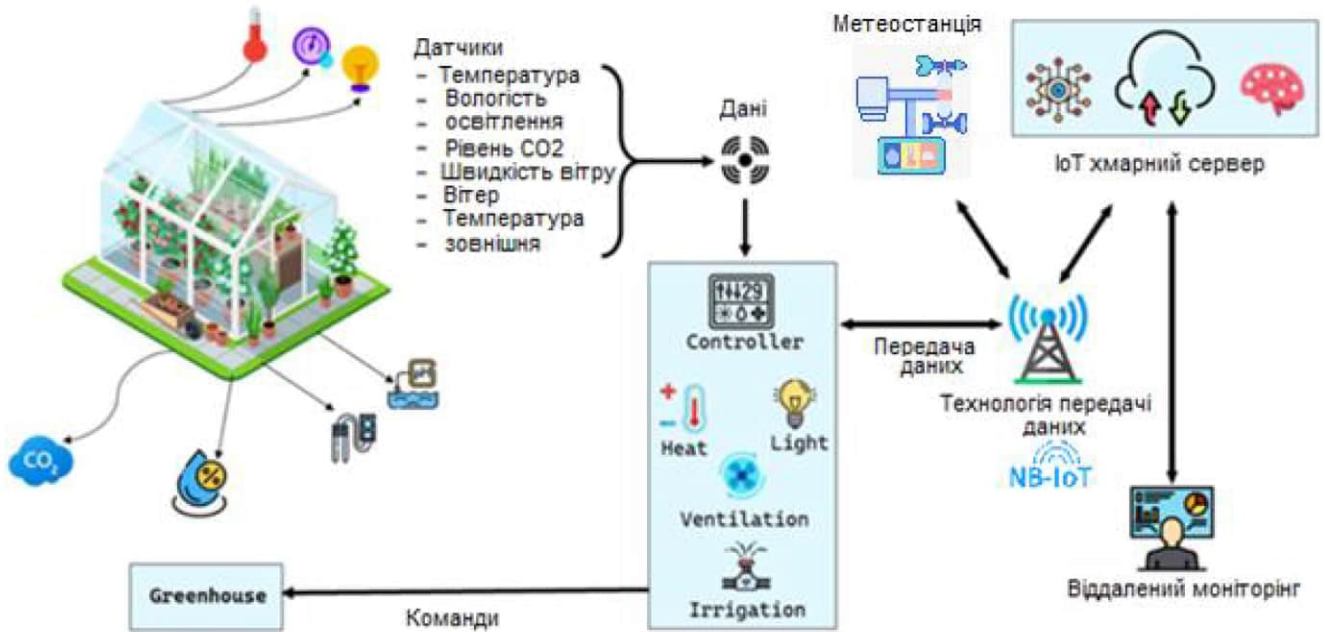 Датчики
– Температура
– Вологість
– освітлення
– Рівень CO2
– Швидкість вітру
– Вітер
– Температура
– зовнішня
Дані
Метеостанція
IoT хмарний сервер
29
Controller
Heat
Light
Ventilation
Irrigation
Передача
даних
Технологія передачі
даних
NB-IoT
Віддалений моніторінг
CO2
%
Greenhouse
Команди